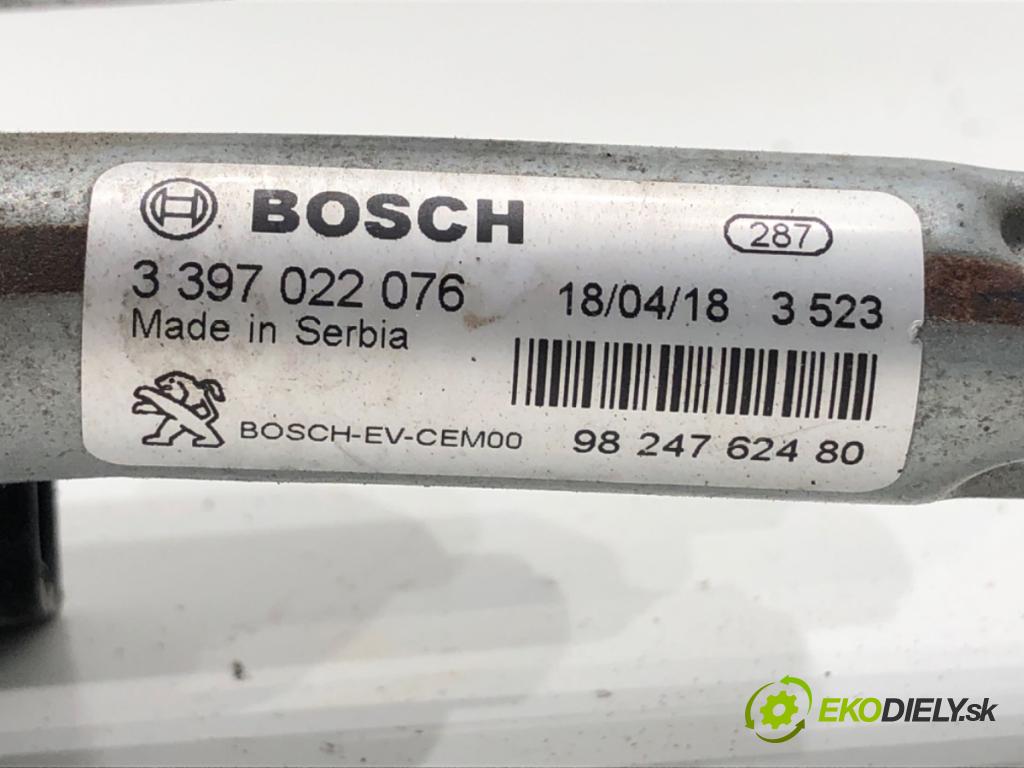 BOSCH
287
3 397 022 076 18/04/18 3 523
Made in Serbia
BOSCH-EV-CEM00 98 247 624 80
EKODIELY.sk